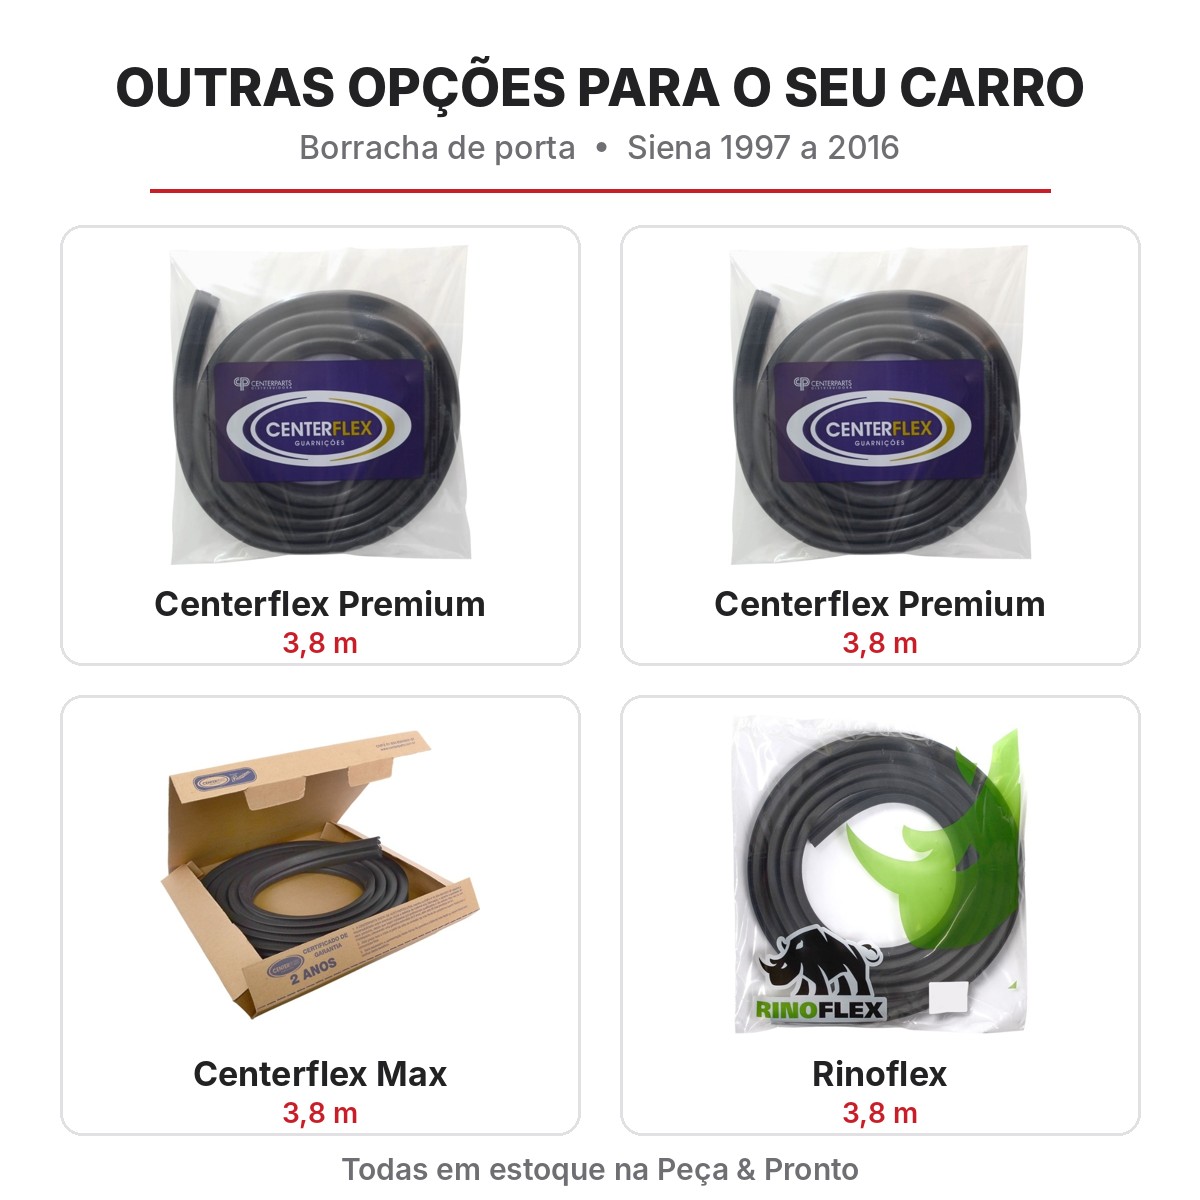 OUTRAS OPÇÕES PARA O SEU CARRO
Borracha de porta • Siena 1997 a 2016
CENTERPARTS
DISTRIBUIDORA
CENTERFLEX
GUARNIÇÕES
Centerflex Premium
3,8 m
CENTERPARTS
DISTRIBUIDORA
CENTERFLEX
GUARNIÇÕES
Centerflex Premium
3,8 m
CERTIFICADO DE
GARANTIA
2 ANOS
Centerflex Max
3,8 m
RINOFLEX
Rinoflex
3,8 m
Todas em estoque na Peça & Pronto